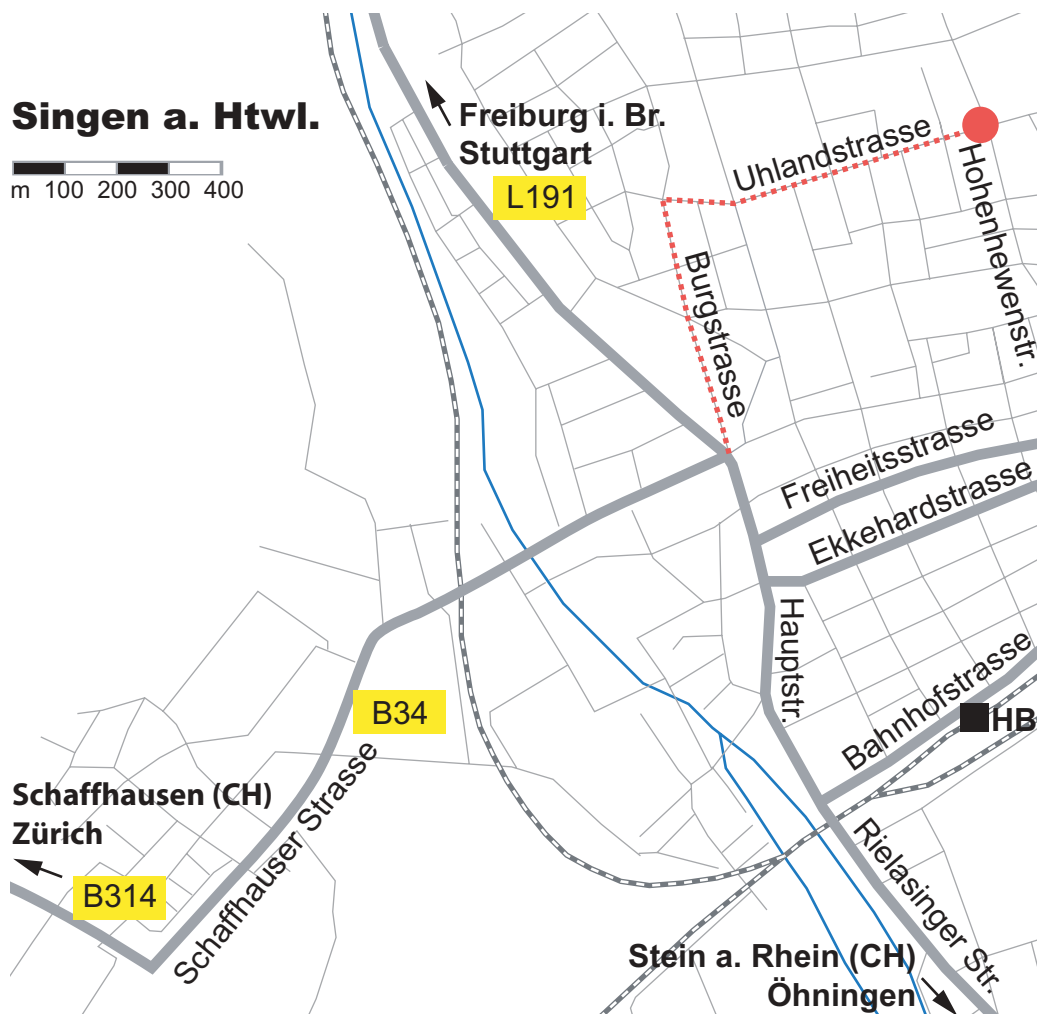 Singen a. Htwl.
m 100 200 300 400
Freiburg i. Br.
Stuttgart
L191
Uhlandstrasse
Hohenhewenstr.
Burgstrasse
Freiheitsstrasse
Ekkehardstrasse
Hauptstr.
Bahnhofstrasse
HB
B34
Schaffhausen (CH)
Zürich
B314
Schaffhauser Strasse
Rielasinger Str.
Stein a. Rhein (CH)
Öhningen